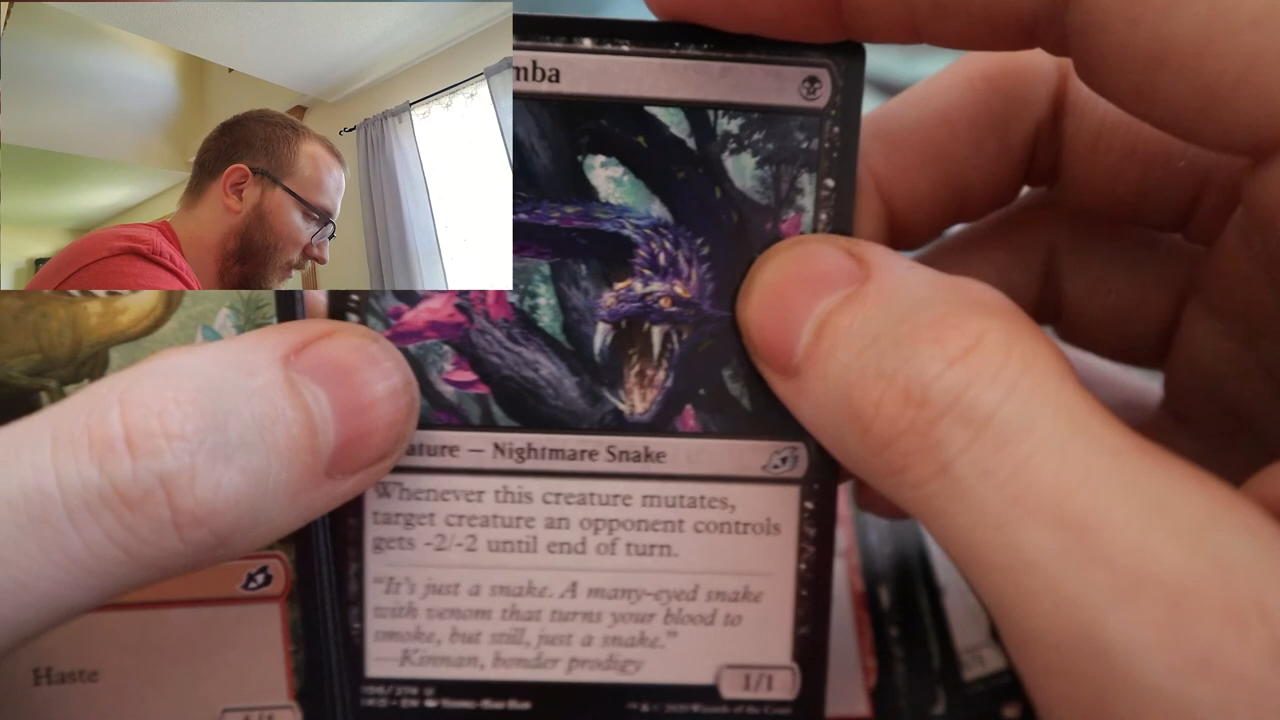 mba
ature — Nightmare Snake
Whenever this creature mutates,
target creature an opponent controls
gets -2/-2 until end of turn.
"It's just a snake. A many-eyed snake
with venom that turns your blood to
smoke, but still, just a snake."
—Kinnan, bonder prodigy
1/1
Haste